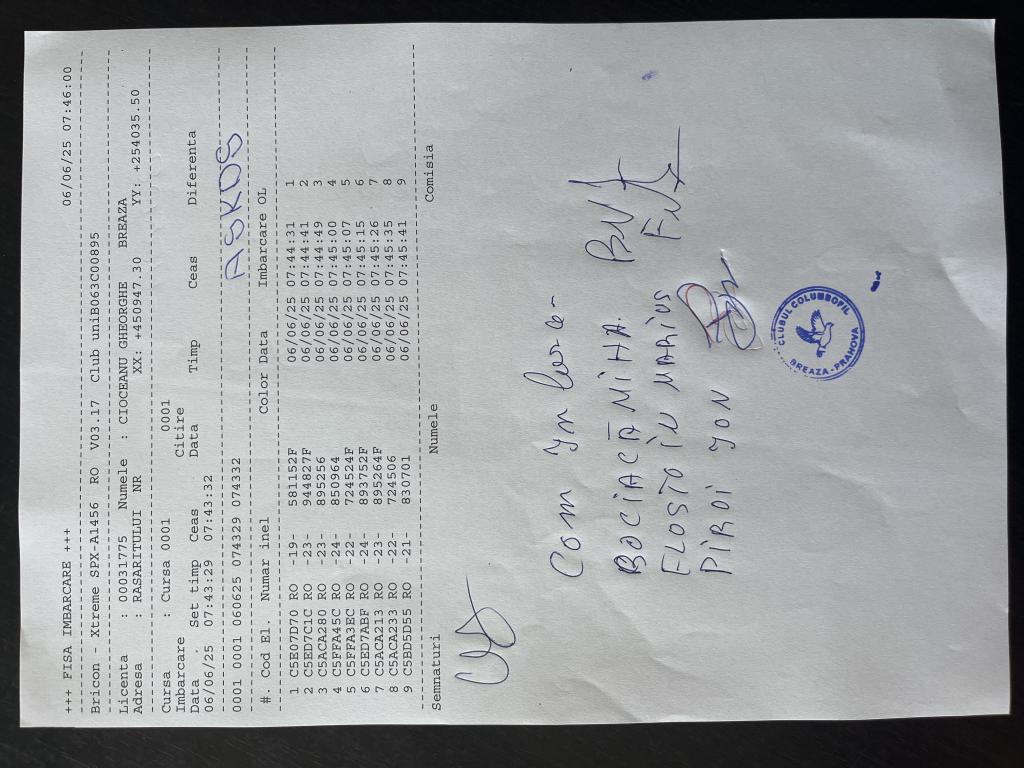 +++ FISA IMBARCARE +++ 06/06/25 07:46:00
Bricon - Xtreme SPX-A1456 RO V03.17 Club uniB063C00895
Licenta : 00031775 Numele : CIOCEANU GHEORGHE BREAZA
Adresa : RASARITULUI NR XX: +450947.30 YY: +254035.50
Cursa : Cursa 0001 0001
Imbarcare Citire
Data Set timp Ceas Data Timp Ceas Diferenta
06/06/25 07:43:29 07:43:32
0001 0001 060625 074329 074332 ASKDS
#. Cod El. Numar inel Color Data Imbarcare OL
1 C5E07D70 RO -19- 581152F 06/06/25 07:44:31 1
2 C5ED7C1C RO -23- 944827F 06/06/25 07:44:41 2
3 C5ACA280 RO -23- 895256 06/06/25 07:44:49 3
4 C5FFA45C RO -24- 850964 06/06/25 07:45:00 4
5 C5FFA3EC RO -22- 724524F 06/06/25 07:45:07 5
6 C5ED7ABF RO -24- 893752F 06/06/25 07:45:15 6
7 C5ACA213 RO -23- 895264F 06/06/25 07:45:26 7
8 C5ACA233 RO -22- 724506 06/06/25 07:45:35 8
9 C5BD5D55 RO -21- 830701 06/06/25 07:45:41 9
Semnaturi Numele Comisia
Com
BOCIACĂ MIHA
MARIUS
PIROI ION
CLUBUL COLUMBOFIL
BREAZA - PRAHOVA